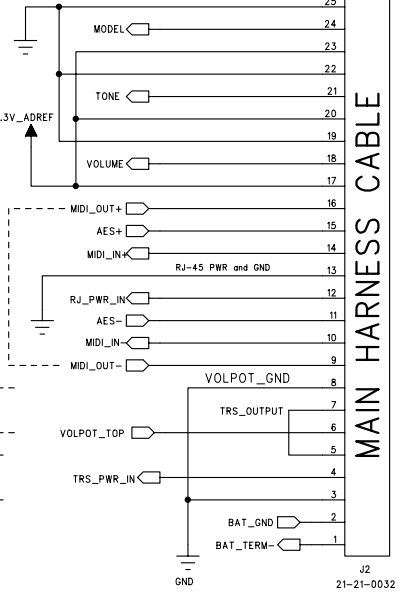 25
MODEL 24
23
22
TONE 21
.3V_ADREF 20
19
VOLUME 18
17
MIDI_OUT+ 16
AES+ 15
MIDI_IN+ 14
RJ-45 PWR and GND 13
RJ_PWR_IN 12
AES- 11
MIDI_IN- 10
MIDI_OUT- 9
VOLPOT_GND 8
TRS_OUTPUT 7
VOLPOT_TOP 6
5
TRS_PWR_IN 4
3
BAT_GND 2
BAT_TERM- 1
MAIN HARNESS CABLE
GND
J2
21-21-0032